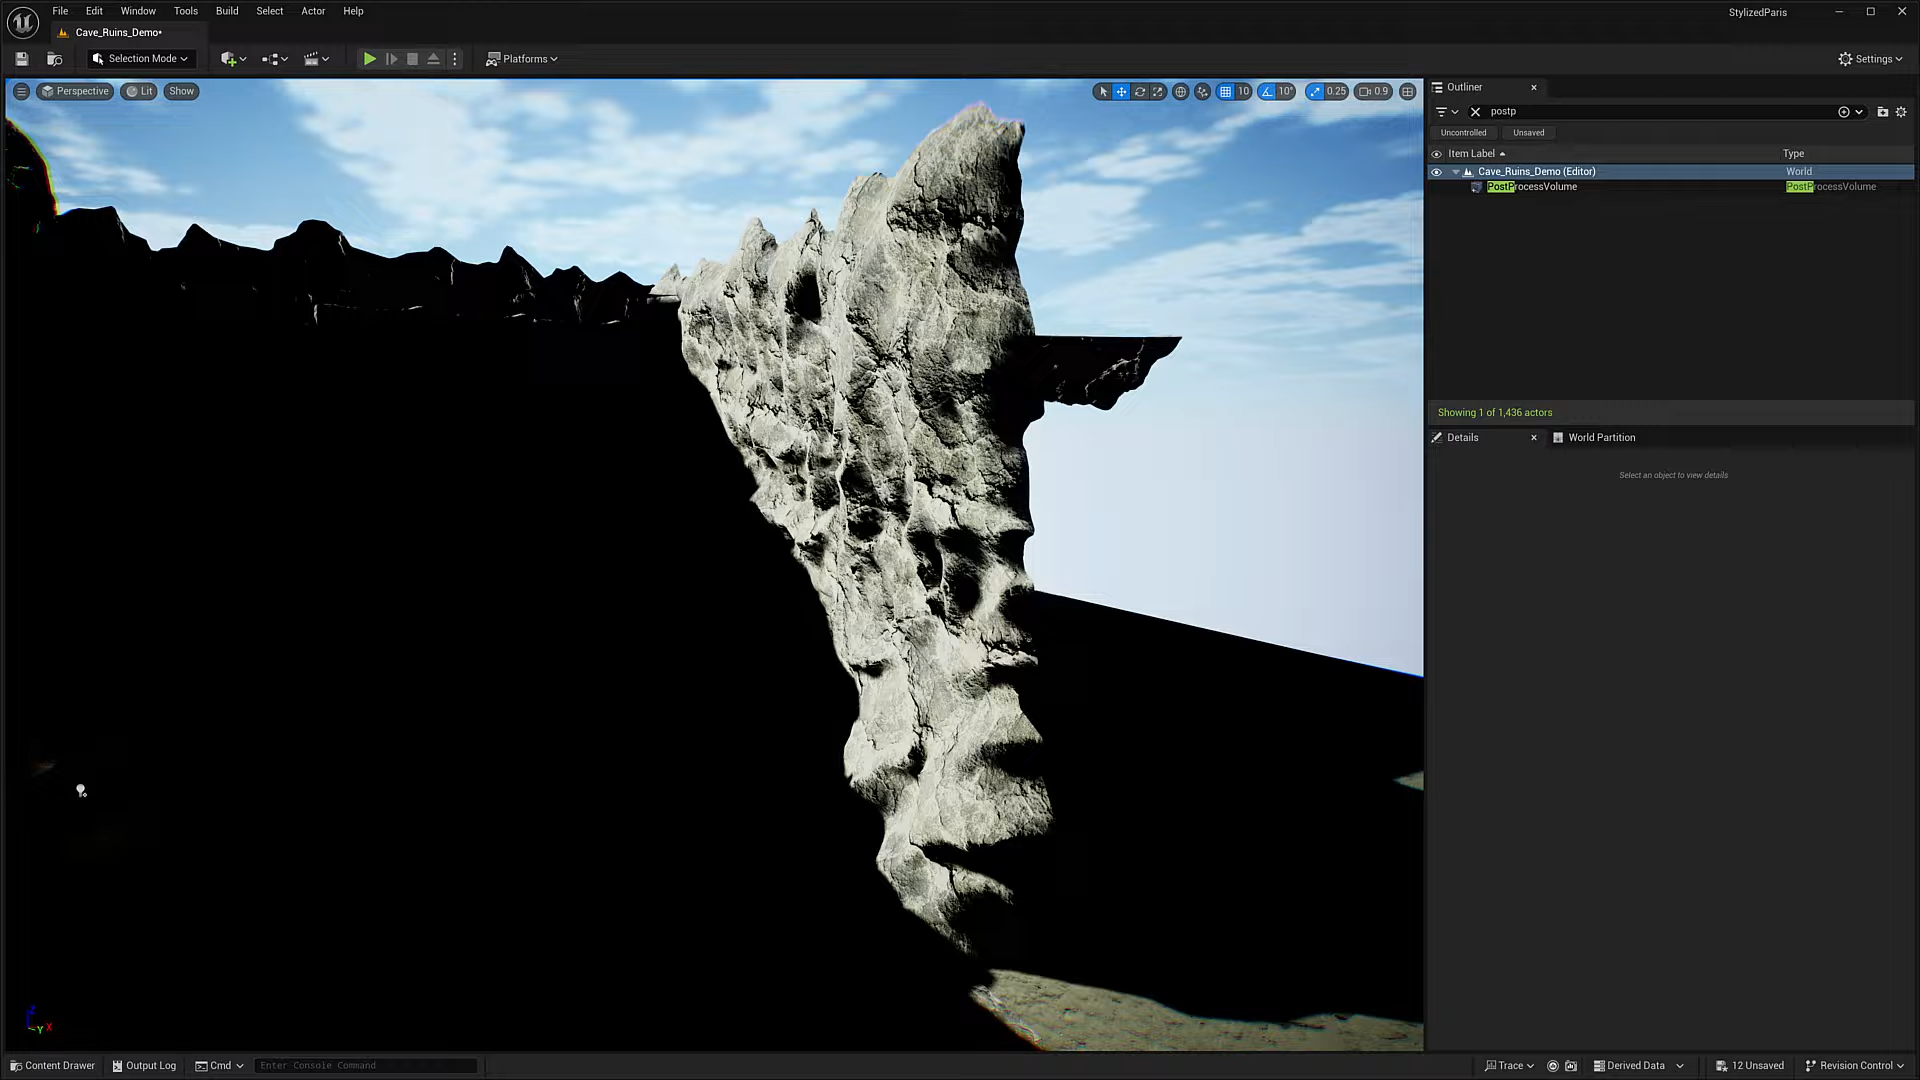 File Edit Window Tools Build Select Actor Help
StylizedParis
Cave_Ruins_Demo*
Selection Mode
Platforms
Settings
Perspective Lit Show
10 10° 0.25 0.9
Outliner
postp
Uncontrolled Unsaved
Item Label Type
Cave_Ruins_Demo (Editor) World
PostProcessVolume PostProcessVolume
Showing 1 of 1,436 actors
Details World Partition
Select an object to view details
Z
Y X
Content Drawer Output Log Cmd Enter Console Command Trace Derived Data 12 Unsaved Revision Control